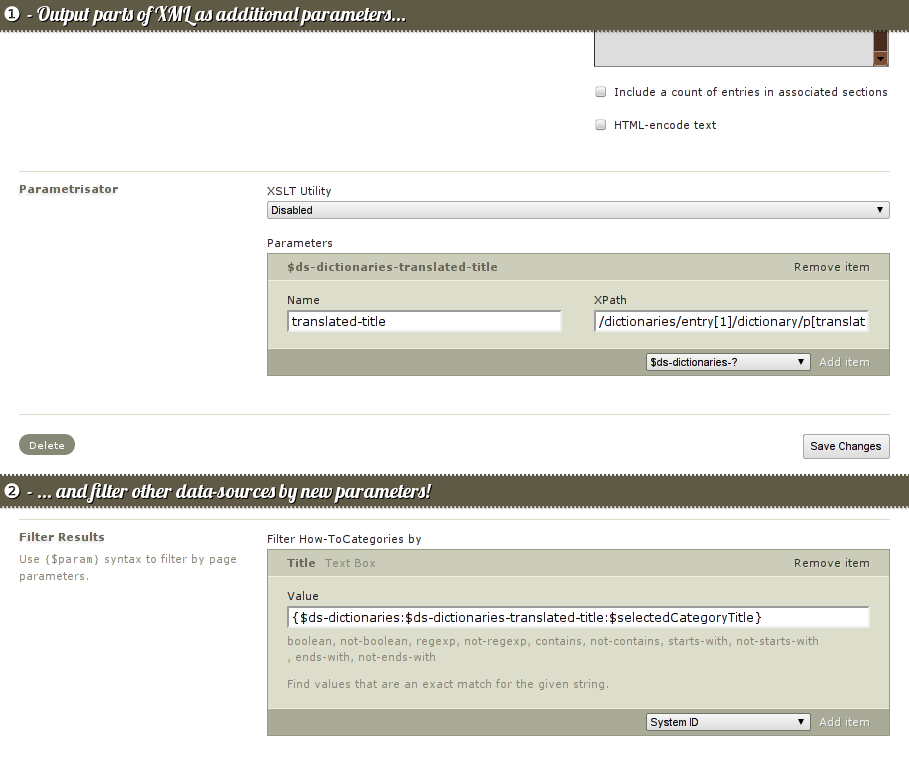 ❶ - Output parts of XML as additional parameters...
Include a count of entries in associated sections
HTML-encode text
Parametrisator
XSLT Utility
Disabled
Parameters
$ds-dictionaries-translated-title
Remove item
Name
XPath
translated-title
/dictionaries/entry[1]/dictionary/p[translat
$ds-dictionaries-?
Add item
Delete
Save Changes
❷ - ... and filter other data-sources by new parameters!
Filter Results
Use {$param} syntax to filter by page
parameters.
Filter How-ToCategories by
Title Text Box
Remove item
Value
{$ds-dictionaries:$ds-dictionaries-translated-title:$selectedCategoryTitle}
boolean, not-boolean, regexp, not-regexp, contains, not-contains, starts-with, not-starts-with
, ends-with, not-ends-with
Find values that are an exact match for the given string.
System ID
Add item